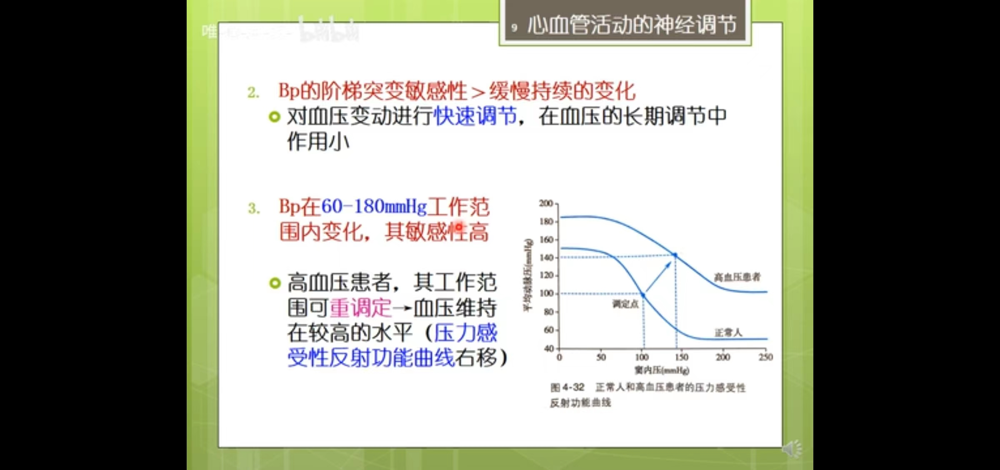 唯
bilibili
9 心血管活动的神经调节
2. Bp的阶梯突变敏感性＞缓慢持续的变化
对血压变动进行快速调节，在血压的长期调节中
作用小
3. Bp在60-180mmHg工作范
围内变化，其敏感性高
高血压患者，其工作范
围可重调定→血压维持
在较高的水平（压力感
受性反射功能曲线右移）
平均动脉压(mmHg)
200
180
160
140
120
100
80
60
40
高血压患者
调定点
正常人
0 50 100 150 200 250
窦内压(mmHg)
图 4-32 正常人和高血压患者的压力感受性
反射功能曲线